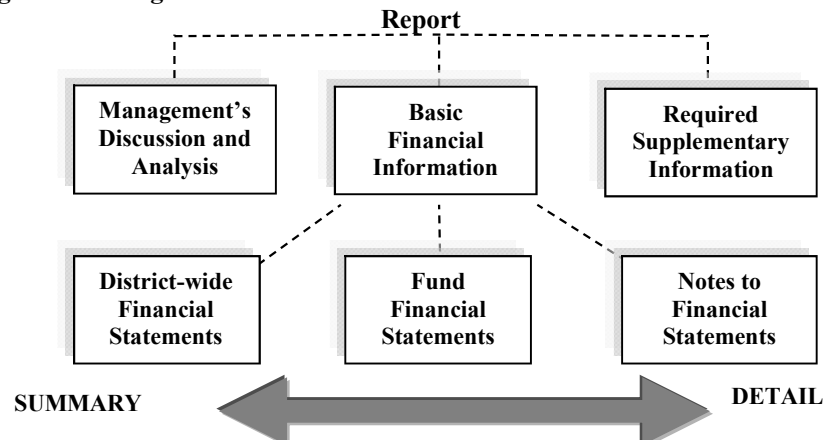 Report
Management's
Discussion and
Analysis
Basic
Financial
Information
Required
Supplementary
Information
District-wide
Financial
Statements
Fund
Financial
Statements
Notes to
Financial
Statements
SUMMARY
DETAIL